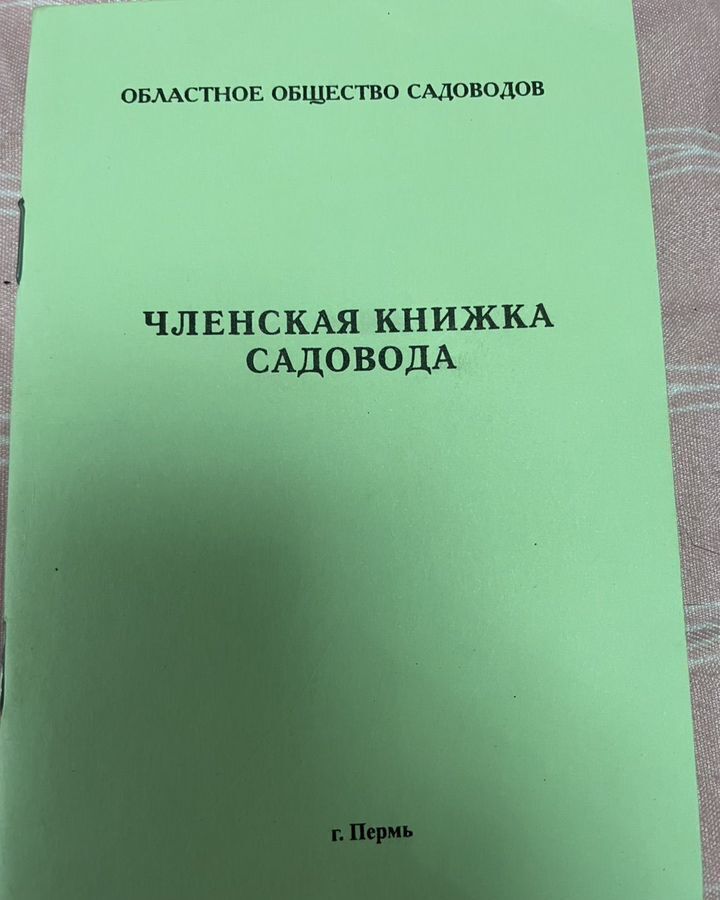 ОБЛАСТНОЕ ОБЩЕСТВО САДОВОДОВ
ЧЛЕНСКАЯ КНИЖКА
САДОВОДА
г. Пермь